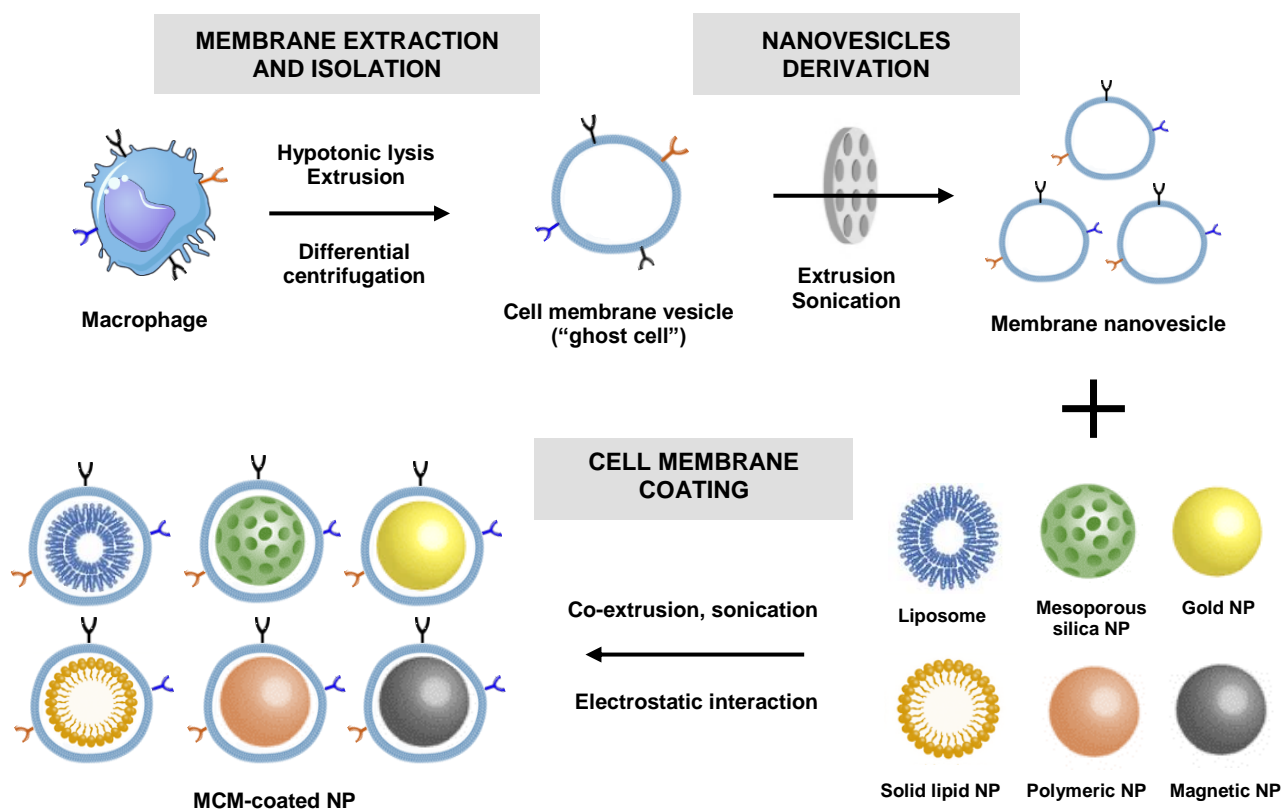 MEMBRANE EXTRACTION
AND ISOLATION
NANOVESICLES
DERIVATION
Hypotonic lysis
Extrusion
Differential
centrifugation
Macrophage
Cell membrane vesicle
(“ghost cell”)
Extrusion
Sonication
Membrane nanovesicle
CELL MEMBRANE
COATING
Co-extrusion, sonication
Electrostatic interaction
Liposome
Mesoporous
silica NP
Gold NP
Solid lipid NP
Polymeric NP
Magnetic NP
MCM-coated NP